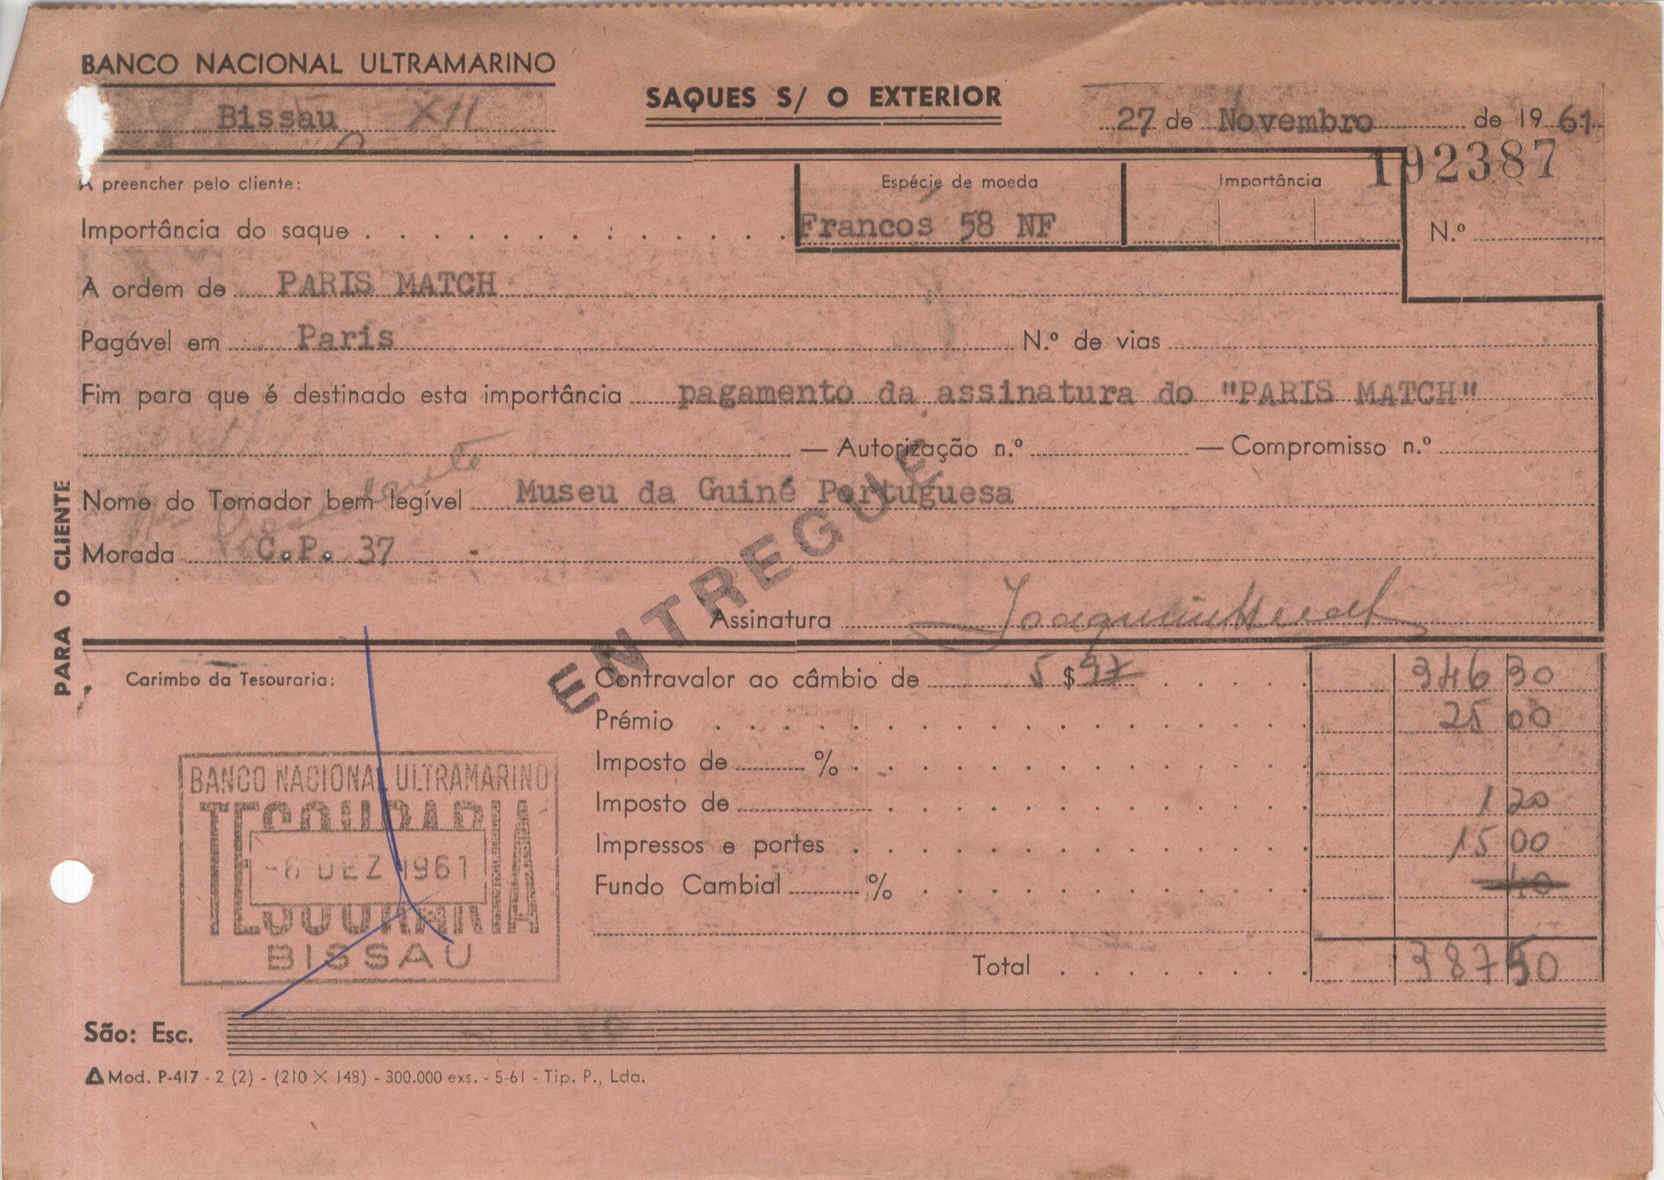 BANCO NACIONAL ULTRAMARINO
Bissau XII
SAQUES S/ O EXTERIOR
27 de Novembro de 1961
192387
A preencher pelo cliente:
Espécie de moeda
Importância
Importância do saque
Francos 58 NF
N.º
À ordem de PARIS MATCH
Pagável em Paris N.º de vias
Fim para que é destinado esta importância pagamento da assinatura do "PARIS MATCH"
— Autorização n.º — Compromisso n.º
Nome do Tomador bem legível Museu da Guiné Portuguesa
Morada C.P. 37
ENTREGUE
Assinatura
PARA O CLIENTE
Carimbo da Tesouraria:
Contravalor ao câmbio de 5 $97 346 30
Prémio 25 00
Imposto de %
Imposto de 1 20
Impressos e portes 15 00
Fundo Cambial %
Total 387 50
BANCO NACIONAL ULTRAMARINO
TESOURARIA
-6 DEZ 1961
TESOURARIA
BISSAU
São: Esc.
Mod. P-417 - 2 (2) - (210 × 148) - 300.000 exs. - 5-61 - Tip. P., Lda.